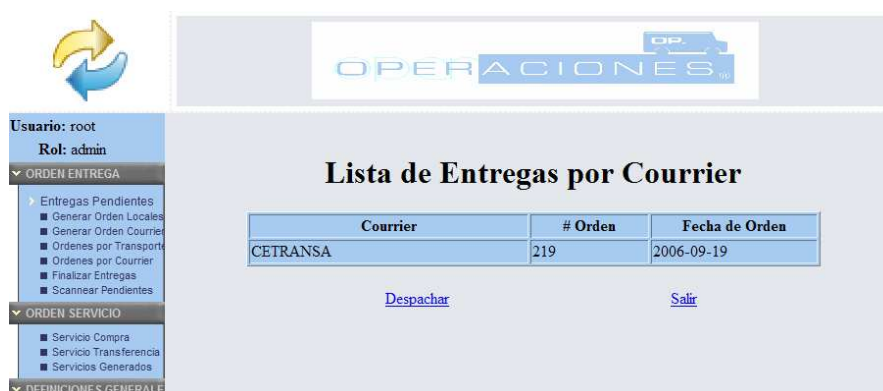 OP.
OPERACIONES®
Usuario: root
Rol: admin
ORDEN ENTREGA
Entregas Pendientes
Generar Orden Locales
Generar Orden Courrier
Ordenes por Transporte
Ordenes por Courrier
Finalizar Entregas
Scannear Pendientes
ORDEN SERVICIO
Servicio Compra
Servicio Transferencia
Servicios Generados
DEFINICIONES GENERALE
Lista de Entregas por Courrier
Courrier # Orden Fecha de Orden
CETRANSA 219 2006-09-19
Despachar Salir